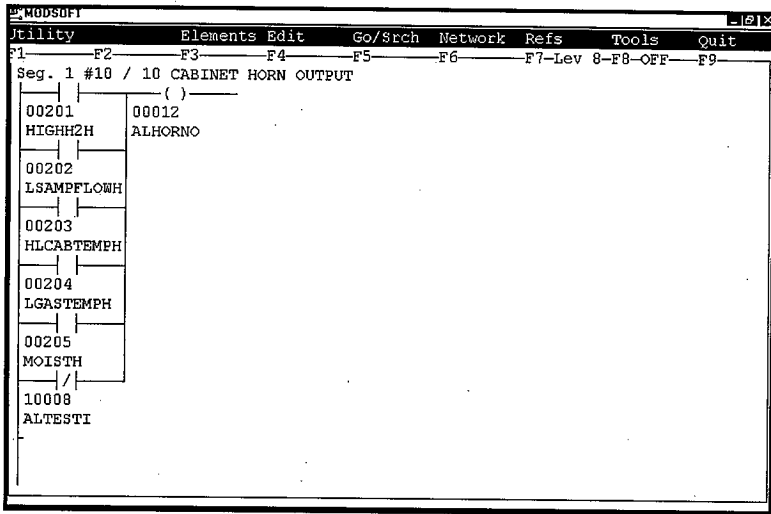 MODSOFT
Jtility Elements Edit Go/Srch Network Refs Tools Quit
F1 F2 F3 F4 F5 F6 F7-Lev 8-F8-OFF F9
Seg. 1 #10 / 10 CABINET HORN OUTPUT
( )
00201 00012
HIGHH2H ALHORNO
00202
LSAMPFLOWH
00203
HLCABTEMPH
00204
LGASTEMPH
00205
MOISTH
/
10008
ALTESTI